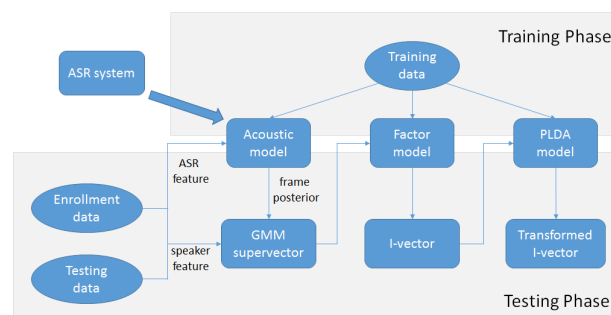 Training Phase
Training
data
ASR system
Acoustic
model
Factor
model
PLDA
model
ASR
feature
frame
posterior
Enrollment
data
speaker
feature
GMM
supervector
I-vector
Transformed
I-vector
Testing
data
Testing Phase